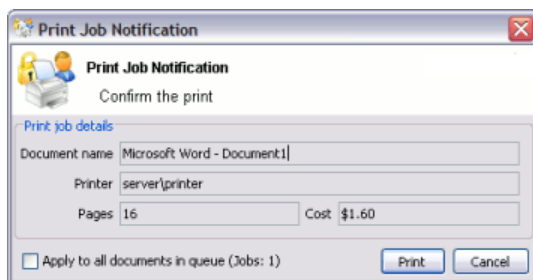 Print Job Notification
Print Job Notification
Confirm the print
Print job details
Document name Microsoft Word - Document1
Printer server\printer
Pages 16 Cost $1.60
Apply to all documents in queue (Jobs: 1) Print Cancel